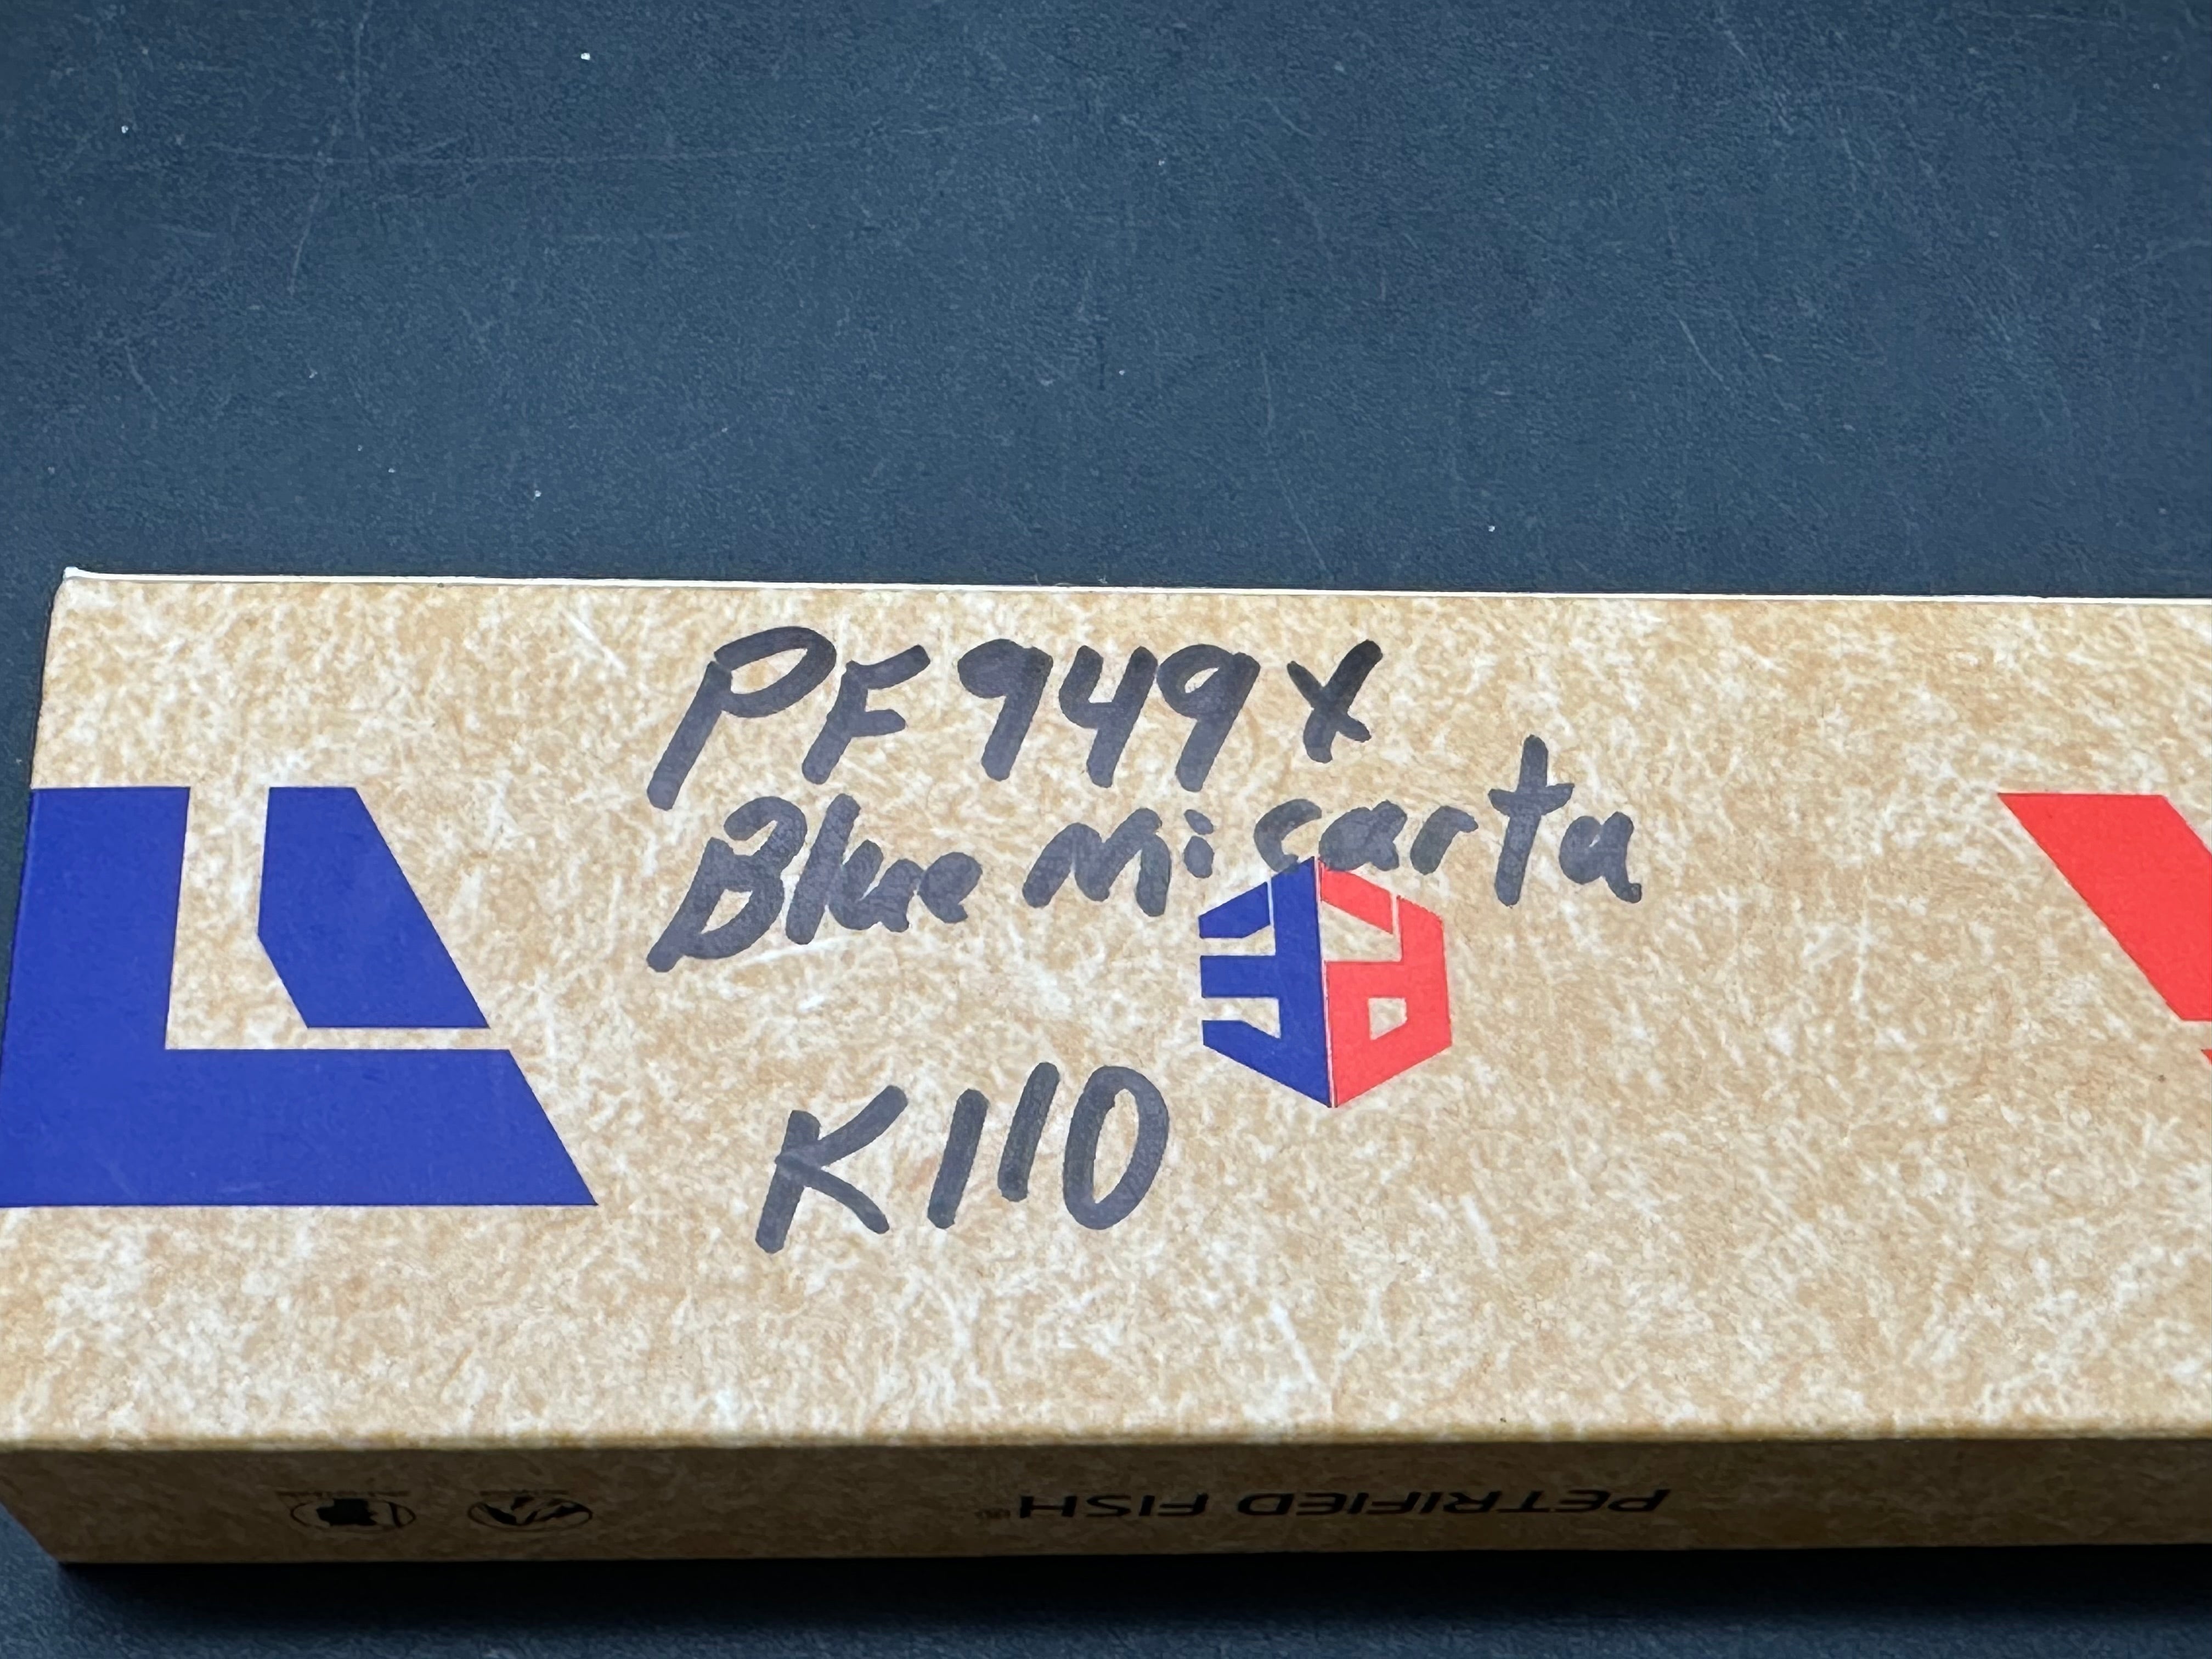 PF949X
Blue Micarta
K110
PETRIFIED FISH®